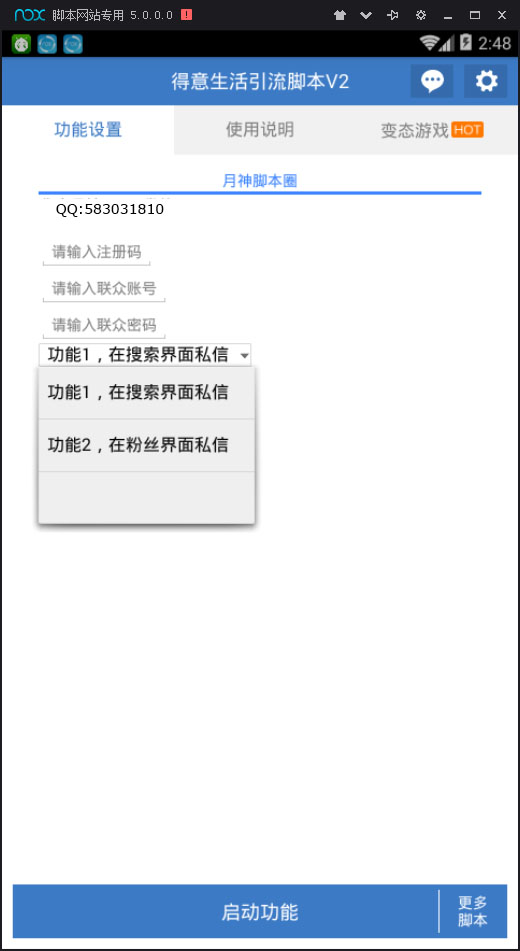 nox 脚本网站专用 5.0.0.0
2:48
得意生活引流脚本V2
功能设置 使用说明 变态游戏 HOT
月神脚本圈
QQ:583031810
请输入注册码
请输入联众账号
请输入联众密码
功能1，在搜索界面私信
功能1，在搜索界面私信
功能2，在粉丝界面私信
启动功能
更多
脚本